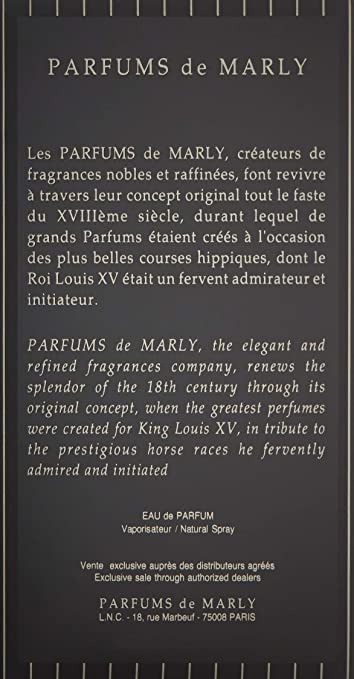 PARFUMS de MARLY
Les PARFUMS de MARLY, créateurs de
fragrances nobles et raffinées, font revivre
à travers leur concept original tout le faste
du XVIIIème siècle, durant lequel de
grands Parfums étaient créés à l'occasion
des plus belles courses hippiques, dont le
Roi Louis XV était un fervent admirateur et
initiateur.
PARFUMS de MARLY, the elegant and
refined fragrances company, renews the
splendor of the 18th century through its
original concept, when the greatest perfumes
were created for King Louis XV, in tribute to
the prestigious horse races he fervently
admired and initiated
EAU de PARFUM
Vaporisateur / Natural Spray
Vente exclusive auprès des distributeurs agréés
Exclusive sale through authorized dealers
PARFUMS de MARLY
L.N.C. - 18, rue Marbeuf - 75008 PARIS